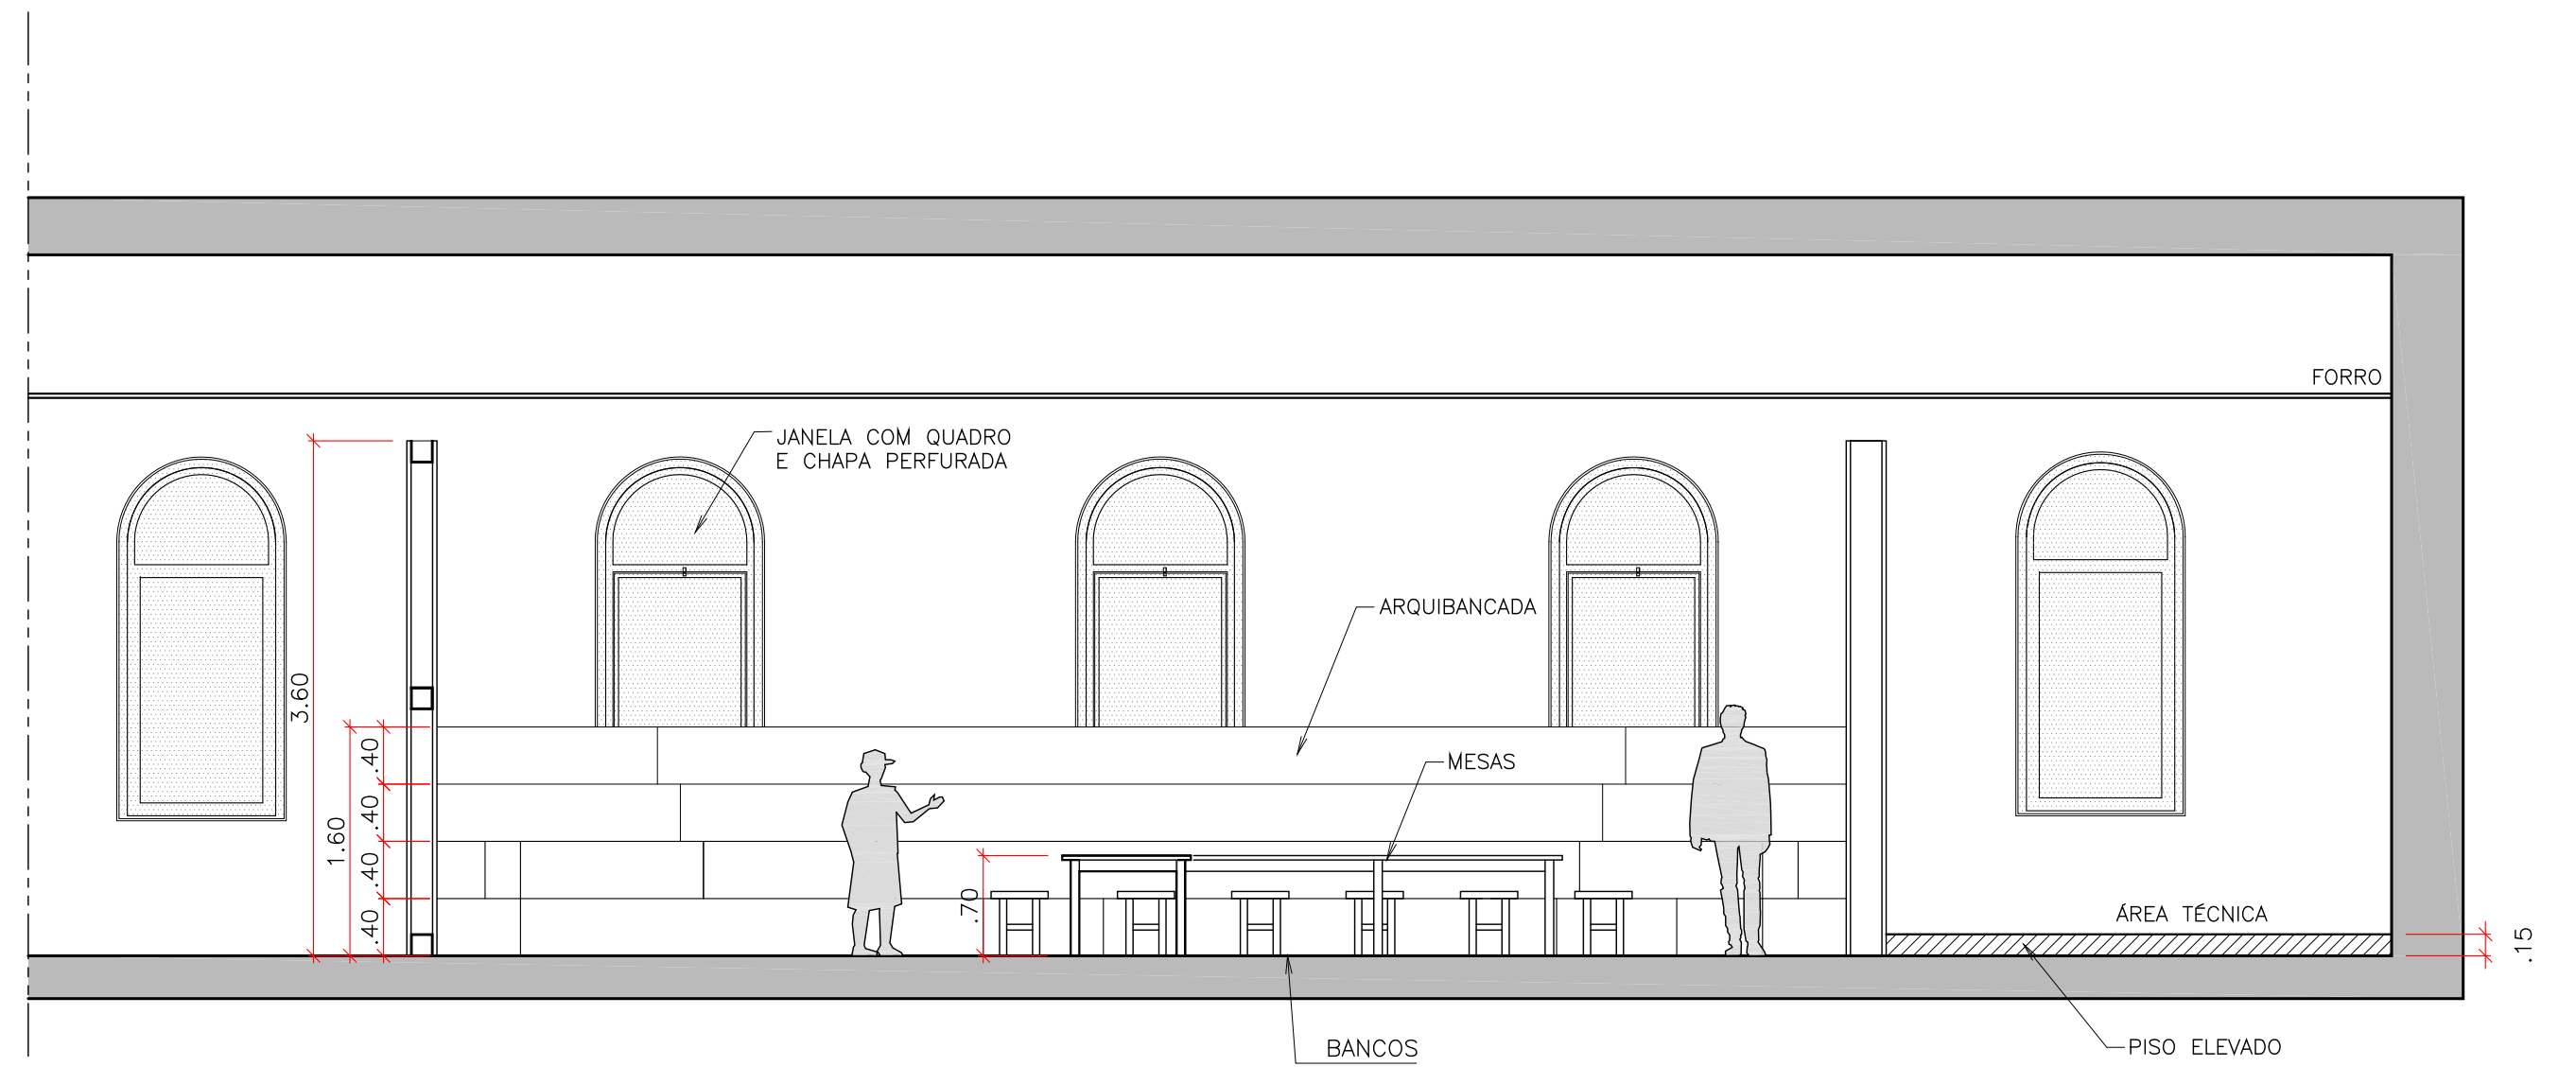 FORRO
JANELA COM QUADRO
E CHAPA PERFURADA
ARQUIBANCADA
3.60
MESAS
1.60
.40
.40
.40
.40
.70
ÁREA TÉCNICA
.15
BANCOS
PISO ELEVADO